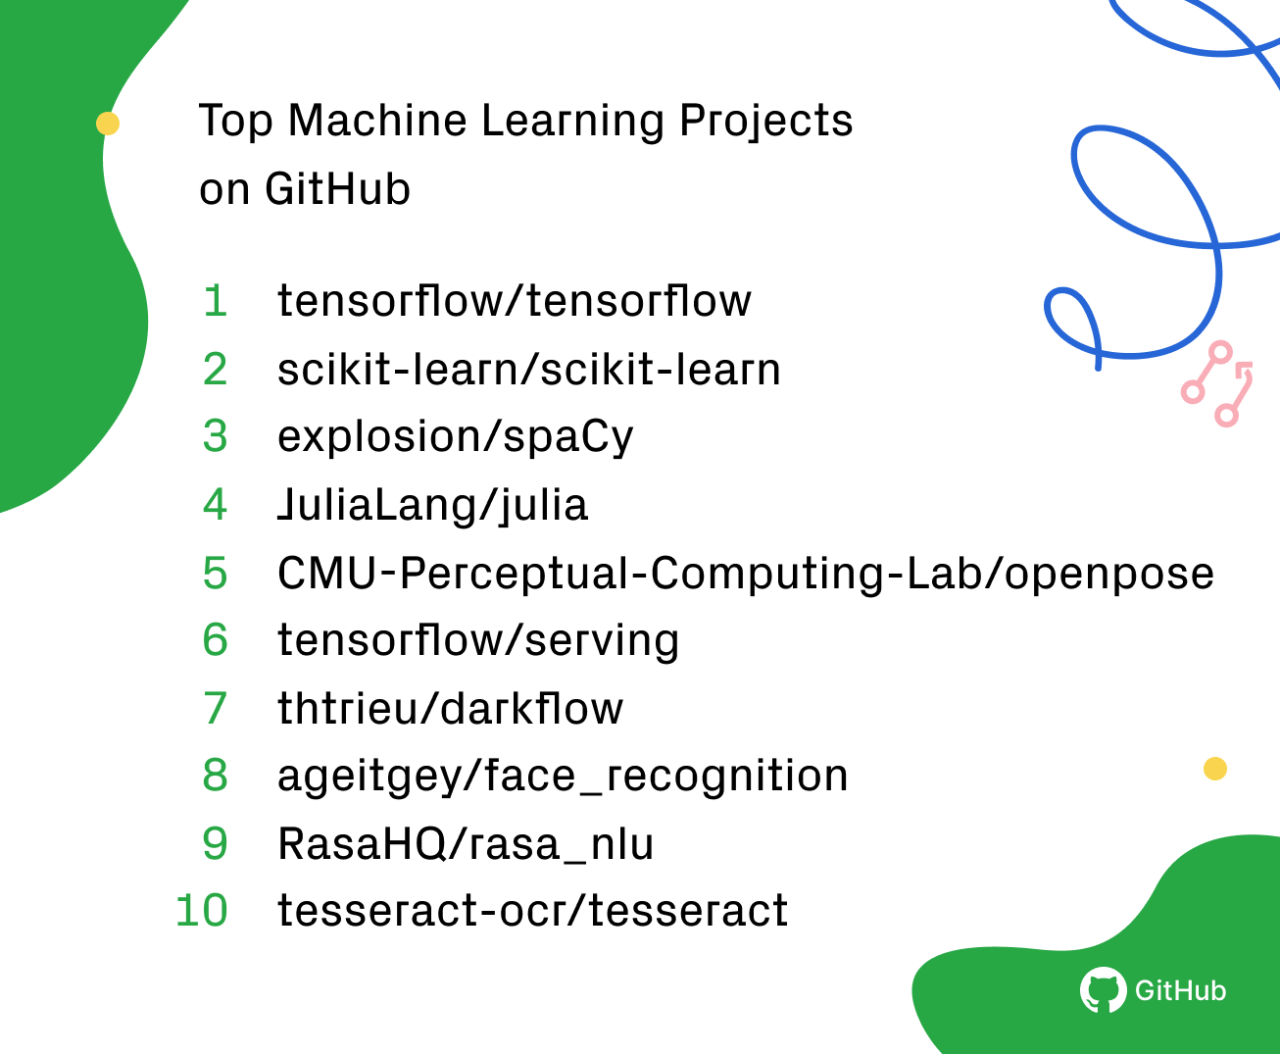 Top Machine Learning Projects
on GitHub
1 tensorflow/tensorflow
2 scikit-learn/scikit-learn
3 explosion/spaCy
4 JuliaLang/julia
5 CMU-Perceptual-Computing-Lab/openpose
6 tensorflow/serving
7 thtrieu/darkflow
8 ageitgey/face_recognition
9 RasaHQ/rasa_nlu
10 tesseract-ocr/tesseract
GitHub